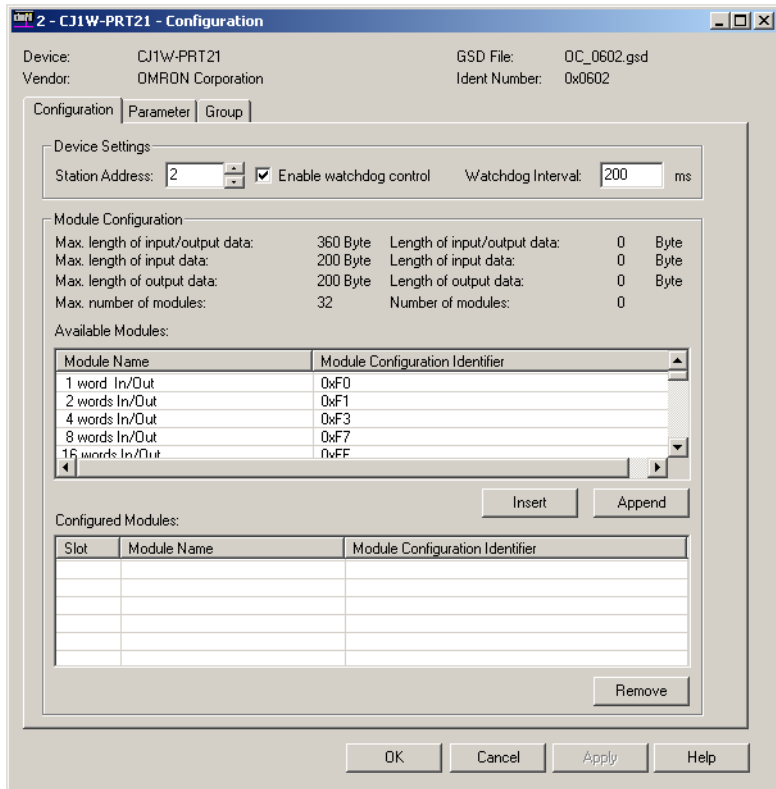 2 - CJ1W-PRT21 - Configuration
Device: CJ1W-PRT21 GSD File: OC_0602.gsd
Vendor: OMRON Corporation Ident Number: 0x0602
Configuration Parameter Group
Device Settings
Station Address: 2 Enable watchdog control Watchdog Interval: 200 ms
Module Configuration
Max. length of input/output data: 360 Byte Length of input/output data: 0 Byte
Max. length of input data: 200 Byte Length of input data: 0 Byte
Max. length of output data: 200 Byte Length of output data: 0 Byte
Max. number of modules: 32 Number of modules: 0
Available Modules:
Module Name Module Configuration Identifier
1 word In/Out 0xF0
2 words In/Out 0xF1
4 words In/Out 0xF3
8 words In/Out 0xF7
16 words In/Out 0xFF
Insert Append
Configured Modules:
Slot Module Name Module Configuration Identifier
Remove
OK Cancel Apply Help